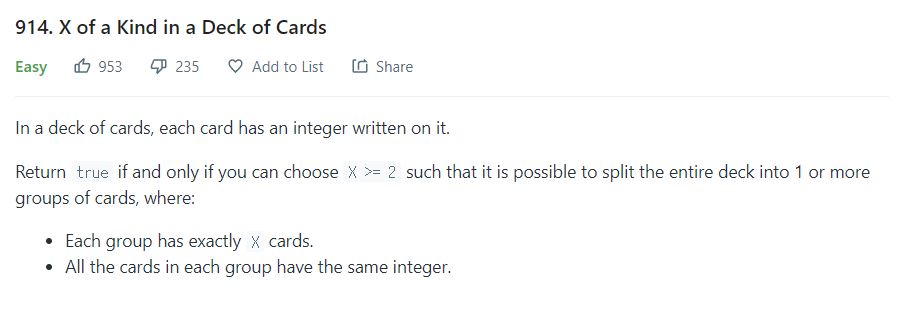 914. X of a Kind in a Deck of Cards
Easy 953 235 Add to List Share
In a deck of cards, each card has an integer written on it.
Return true if and only if you can choose X >= 2 such that it is possible to split the entire deck into 1 or more
groups of cards, where:
• Each group has exactly X cards.
• All the cards in each group have the same integer.